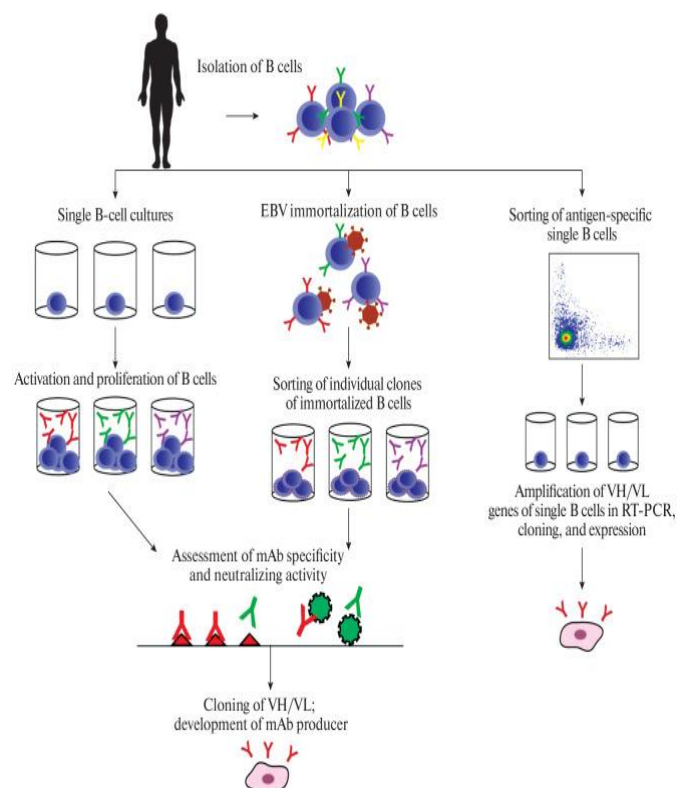 Isolation of B cells
Single B-cell cultures
EBV immortalization of B cells
Sorting of antigen-specific
single B cells
Activation and proliferation of B cells
Sorting of individual clones
of immortalized B cells
Amplification of VH/VL
genes of single B cells in RT-PCR,
cloning, and expression
Assessment of mAb specificity
and neutralizing activity
Cloning of VH/VL;
development of mAb producer